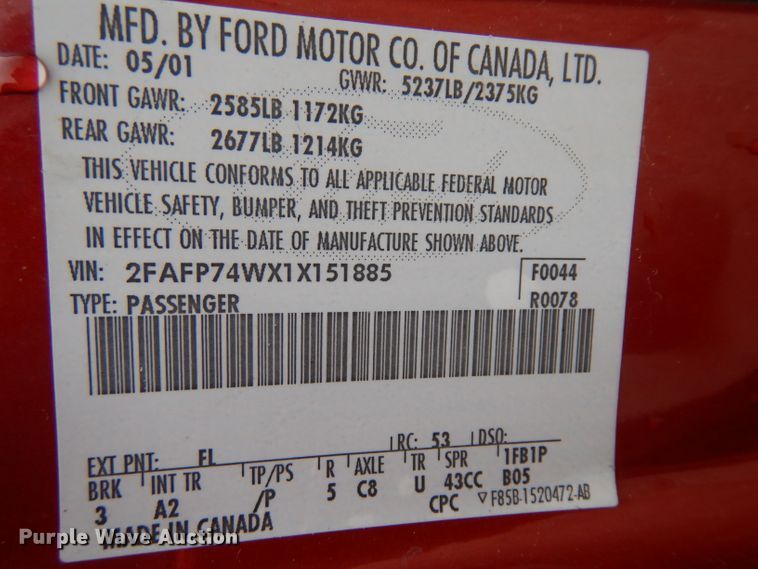 MFD. BY FORD MOTOR CO. OF CANADA, LTD.
DATE: 05/01 GVWR: 5237LB/2375KG
FRONT GAWR: 2585LB 1172KG
REAR GAWR: 2677LB 1214KG
THIS VEHICLE CONFORMS TO ALL APPLICABLE FEDERAL MOTOR
VEHICLE SAFETY, BUMPER, AND THEFT PREVENTION STANDARDS
IN EFFECT ON THE DATE OF MANUFACTURE SHOWN ABOVE.
VIN: 2FAFP74WX1X151885 F0044
TYPE: PASSENGER R0078
EXT PNT: FL RC: 53 DSO:
BRK INT TR TP/PS R AXLE TR SPR 1FB1P
3 A2 /P 5 C8 U 43CC B05
MADE IN CANADA CPC ▽F85B-1520472-AB
Purple Wave Auction